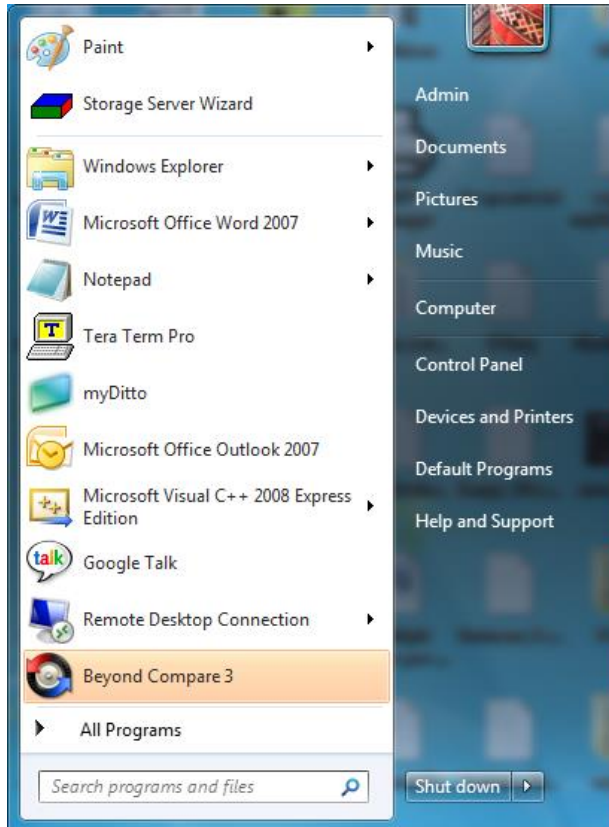 Paint
Storage Server Wizard
Windows Explorer
Microsoft Office Word 2007
Notepad
T
Tera Term Pro
myDitto
Microsoft Office Outlook 2007
Microsoft Visual C++ 2008 Express
Edition
talk
Google Talk
Remote Desktop Connection
Beyond Compare 3
All Programs
Search programs and files
Admin
Documents
Pictures
Music
Computer
Control Panel
Devices and Printers
Default Programs
Help and Support
Shut down